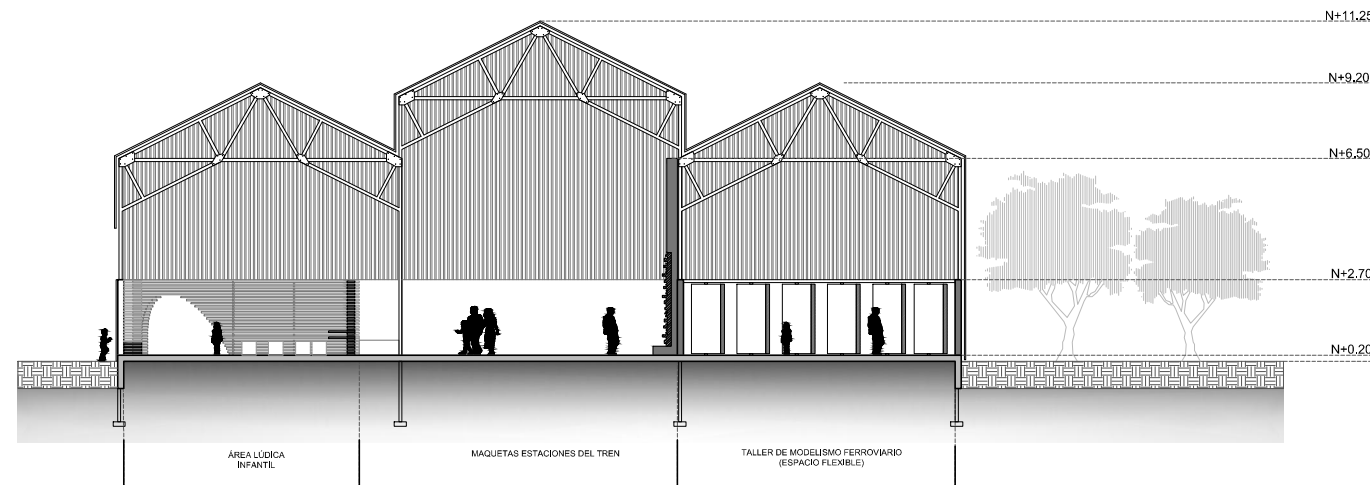 N+11.25
N+9.20
N+6.50
N+2.70
N+0.20
ÁREA LÚDICA
INFANTÍL
MAQUETAS ESTACIONES DEL TREN
TALLER DE MODELISMO FERROVIARIO
(ESPACIO FLEXIBLE)